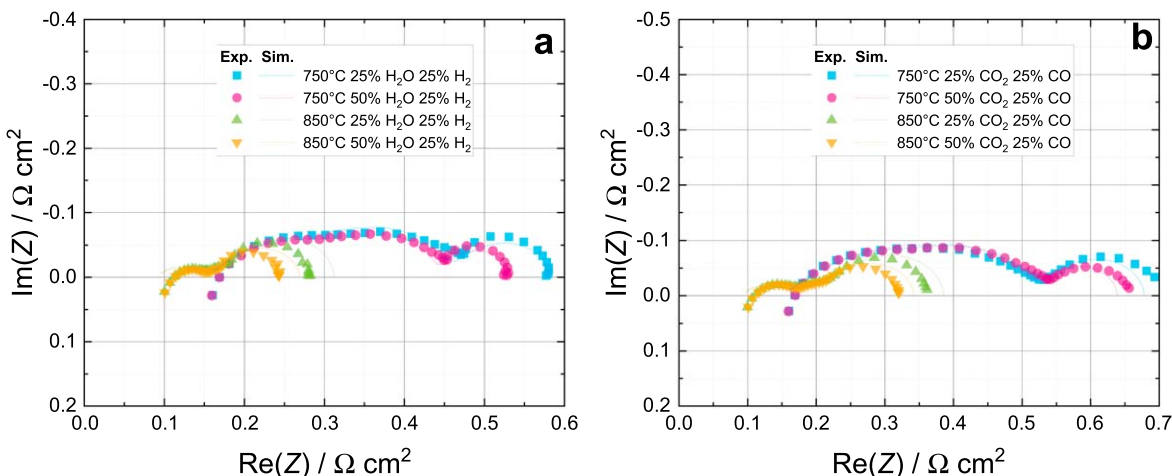 a
Exp. Sim.
750°C 25% H₂O 25% H₂
750°C 50% H₂O 25% H₂
850°C 25% H₂O 25% H₂
850°C 50% H₂O 25% H₂
-0.4
-0.3
-0.2
-0.1
0.0
0.1
0.2
Im(Z) / Ω cm²
0.0 0.1 0.2 0.3 0.4 0.5 0.6
Re(Z) / Ω cm²
b
Exp. Sim.
750°C 25% CO₂ 25% CO
750°C 50% CO₂ 25% CO
850°C 25% CO₂ 25% CO
850°C 50% CO₂ 25% CO
-0.5
-0.4
-0.3
-0.2
-0.1
0.0
0.1
0.2
Im(Z) / Ω cm²
0.0 0.1 0.2 0.3 0.4 0.5 0.6 0.7
Re(Z) / Ω cm²